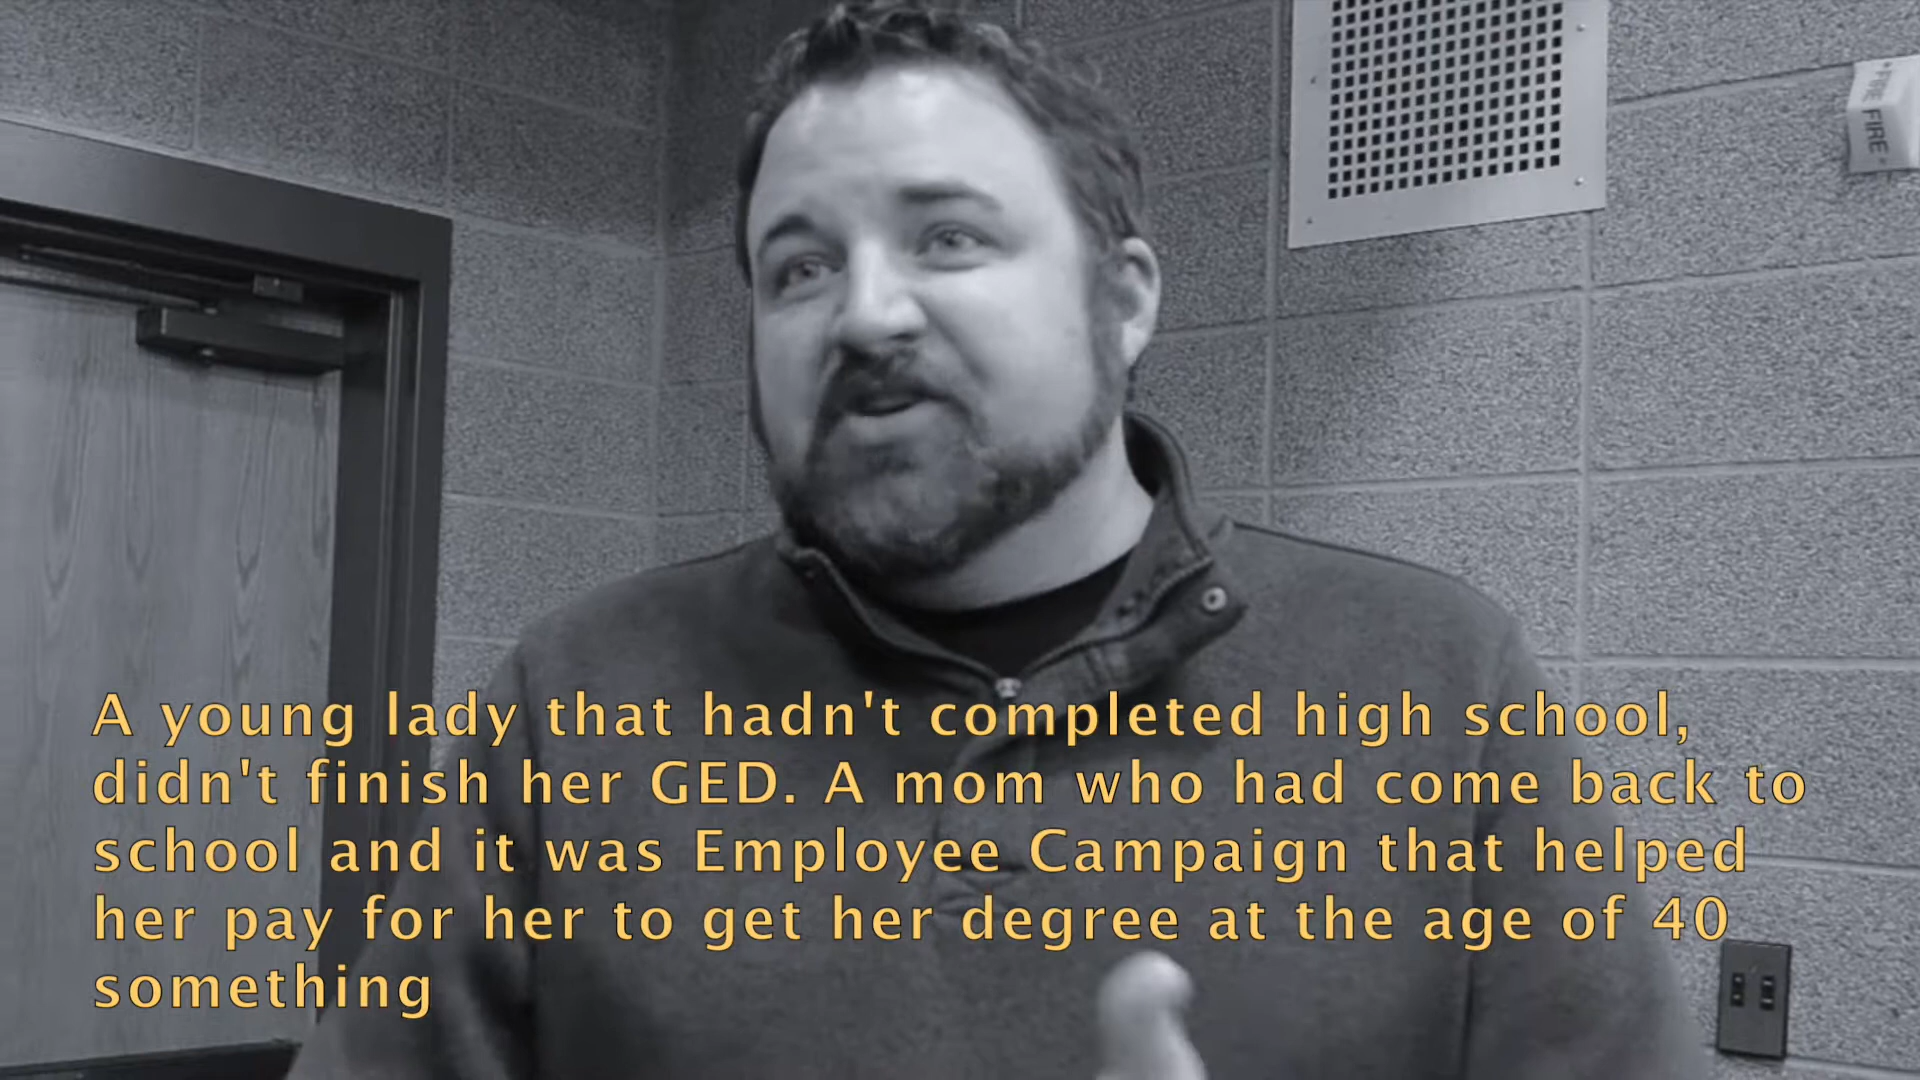 FIRE
A young lady that hadn't completed high school,
didn't finish her GED. A mom who had come back to
school and it was Employee Campaign that helped
her pay for her to get her degree at the age of 40
something